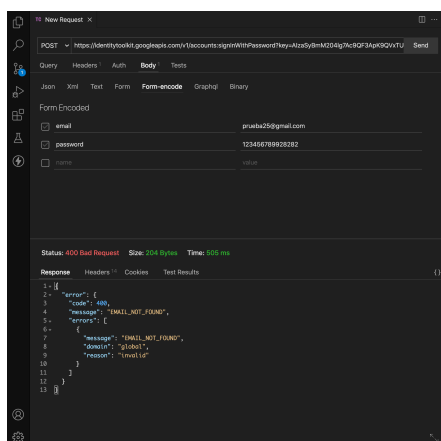 New Request ×
POST https://identitytoolkit.googleapis.com/v1/accounts:signInWithPassword?key= Send
Query Headers Auth Body Tests
Json Xml Text Form Form-encode Graphql Binary
Form Encoded
email prueba25@gmail.com
password 123456789928282
name value
Status: 400 Bad Request Size: 204 Bytes Time: 505 ms
Response Headers Cookies Test Results {}
1 {
2 "error": {
3 "code": 400,
4 "message": "EMAIL_NOT_FOUND",
5 "errors": [
6 {
7 "message": "EMAIL_NOT_FOUND",
8 "domain": "global",
9 "reason": "invalid"
10 }
11 ]
12 }
13 }